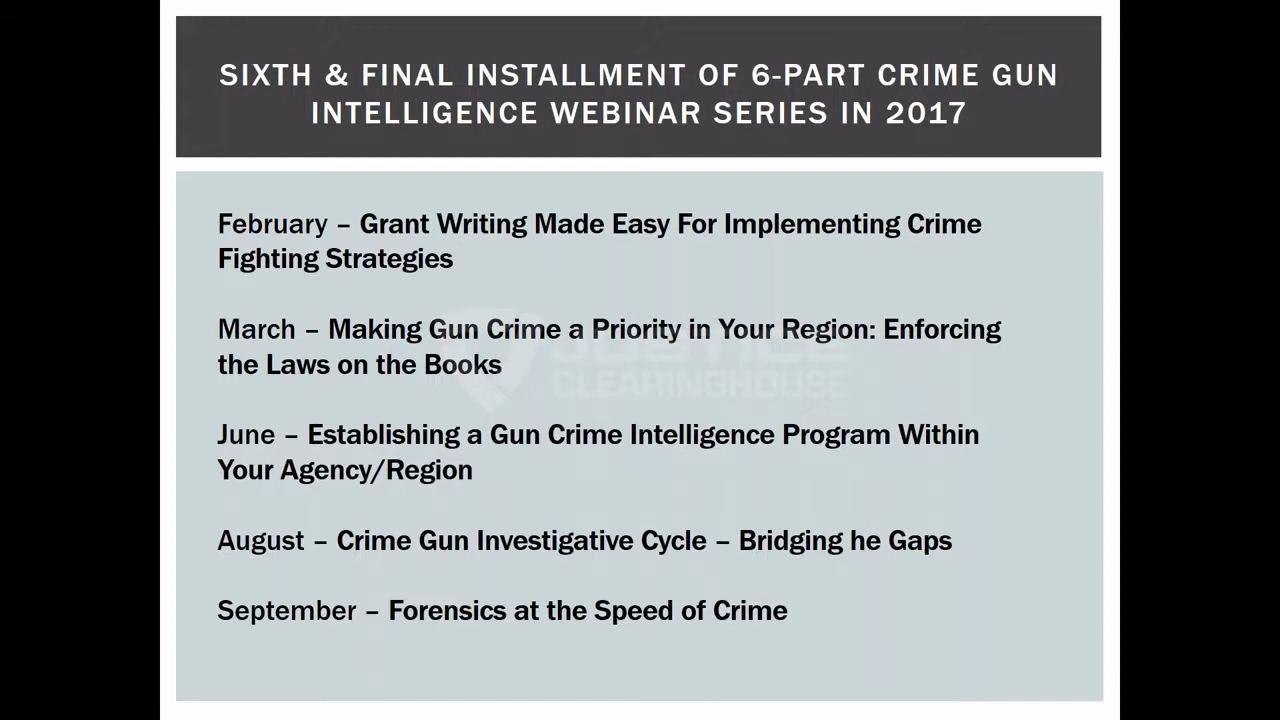 SIXTH & FINAL INSTALLMENT OF 6-PART CRIME GUN
INTELLIGENCE WEBINAR SERIES IN 2017
February – Grant Writing Made Easy For Implementing Crime
Fighting Strategies
March – Making Gun Crime a Priority in Your Region: Enforcing
the Laws on the Books
JUSTICE
CLEARINGHOUSE
June – Establishing a Gun Crime Intelligence Program Within
Your Agency/Region
August – Crime Gun Investigative Cycle – Bridging he Gaps
September – Forensics at the Speed of Crime